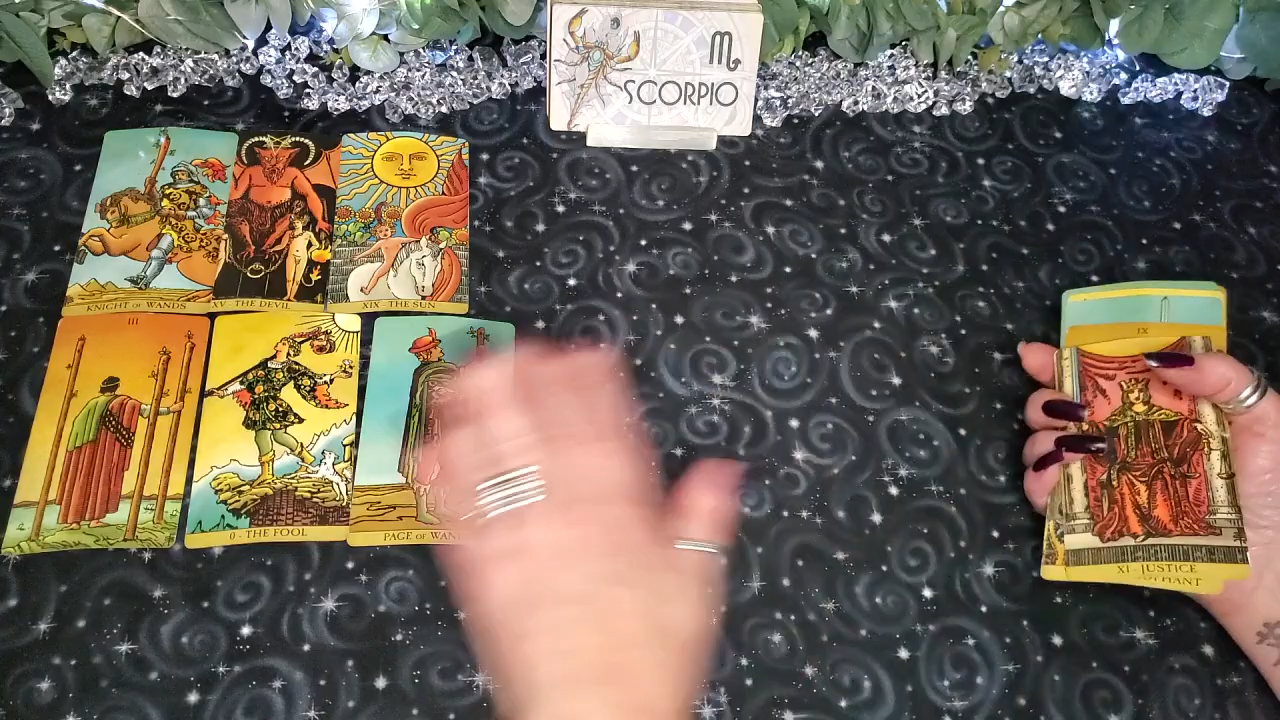 ♏
SCORPIO
KNIGHT OF WANDS
XV - THE DEVIL
XIX - THE SUN
III
0 - THE FOOL
PAGE OF WAN
IX
XI - JUSTICE